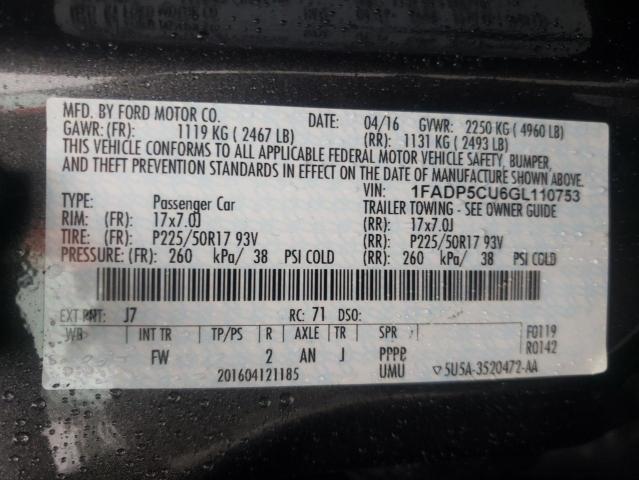 MFD. BY FORD MOTOR CO. DATE: 04/16 GVWR: 2250 KG ( 4960 LB)
GAWR: (FR): 1119 KG ( 2467 LB) (RR): 1131 KG ( 2493 LB)
THIS VEHICLE CONFORMS TO ALL APPLICABLE FEDERAL MOTOR VEHICLE SAFETY, BUMPER,
AND THEFT PREVENTION STANDARDS IN EFFECT ON THE DATE OF MANUFACTURE SHOWN ABOVE.
VIN: 1FADP5CU6GL110753
TYPE: Passenger Car TRAILER TOWING - SEE OWNER GUIDE
RIM: (FR): 17x7.0J (RR): 17x7.0J
TIRE: (FR): P225/50R17 93V (RR): P225/50R17 93V
PRESSURE: (FR): 260 kPa/ 38 PSI COLD (RR): 260 kPa/ 38 PSI COLD
EXT PNT: J7 RC: 71 DSO:
WB INT TR TP/PS R AXLE TR SPR F0119
FW 2 AN J PPPP R0142
201604121185 UMU ▽5U5A-3520472-AA